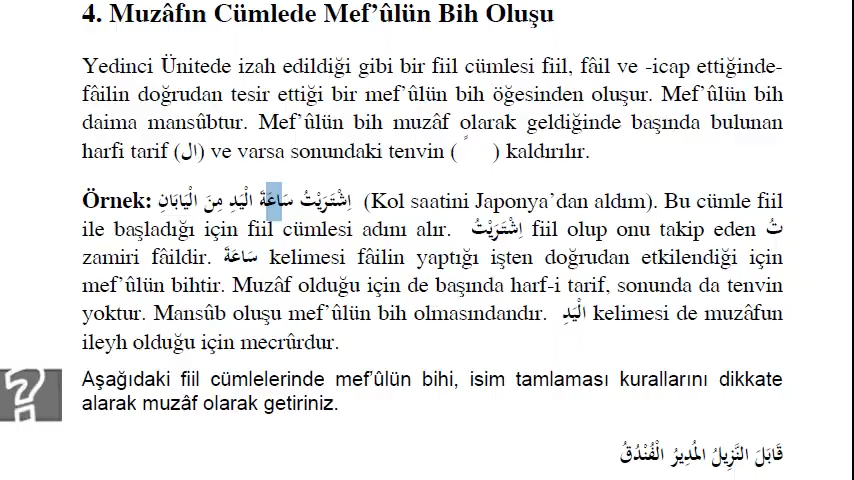 4. Muzâfın Cümlede Mef’ûlün Bih Oluşu
Yedinci Ünitede izah edildiği gibi bir fiil cümlesi fiil, fâil ve -icap ettiğinde-
fâilin doğrudan tesir ettiği bir mef’ûlün bih öğesinden oluşur. Mef’ûlün bih
daima mansûbtur. Mef’ûlün bih muzâf olarak geldiğinde başında bulunan
harfi tarif (ال) ve varsa sonundaki tenvin ( ً ) kaldırılır.
Örnek: اِشْتَرَيْتُ سَاعَةَ الْيَدِ مِنَ الْيَابَانِ (Kol saatini Japonya’dan aldım). Bu cümle fiil
ile başladığı için fiil cümlesi adını alır. اِشْتَرَيْتُ fiil olup onu takip eden تُ
zamiri fâildir. سَاعَةَ kelimesi fâilin yaptığı işten doğrudan etkilendiği için
mef’ûlün bihtir. Muzâf olduğu için de başında harf-i tarif, sonunda da tenvin
yoktur. Mansûb oluşu mef’ûlün bih olmasındandır. الْيَدِ kelimesi de muzâfun
ileyh olduğu için mecrûrdur.
Aşağıdaki fiil cümlelerinde mef’ûlün bihi, isim tamlaması kurallarını dikkate
alarak muzâf olarak getiriniz.
قَابَلَ النَّزِيلُ الْمُدِيرُ الْفُنْدُقُ